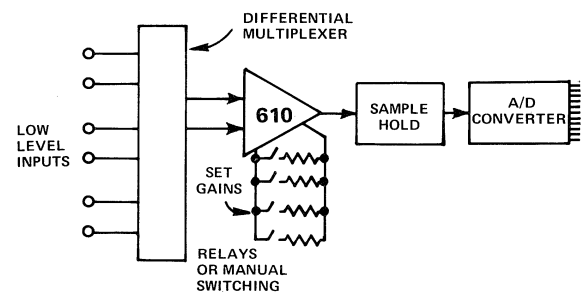 DIFFERENTIAL
MULTIPLEXER
LOW
LEVEL
INPUTS
610
SAMPLE
HOLD
A/D
CONVERTER
SET
GAINS
RELAYS
OR MANUAL
SWITCHING